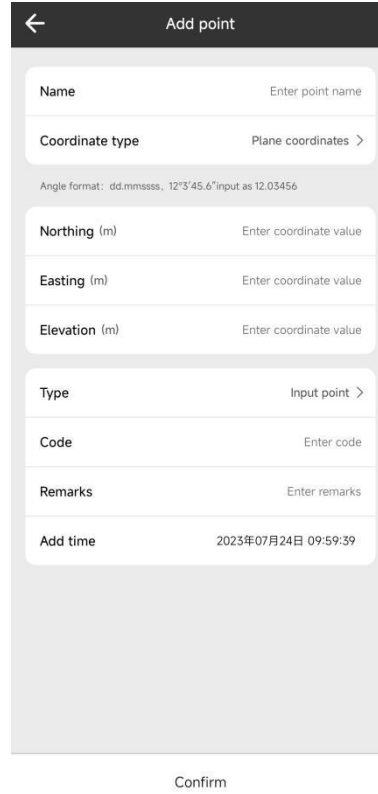 Add point
Name Enter point name
Coordinate type Plane coordinates
Angle format: dd.mmssss, 12°3′45.6″input as 12.03456
Northing (m) Enter coordinate value
Easting (m) Enter coordinate value
Elevation (m) Enter coordinate value
Type Input point
Code Enter code
Remarks Enter remarks
Add time 2023年07月24日 09:59:39
Confirm